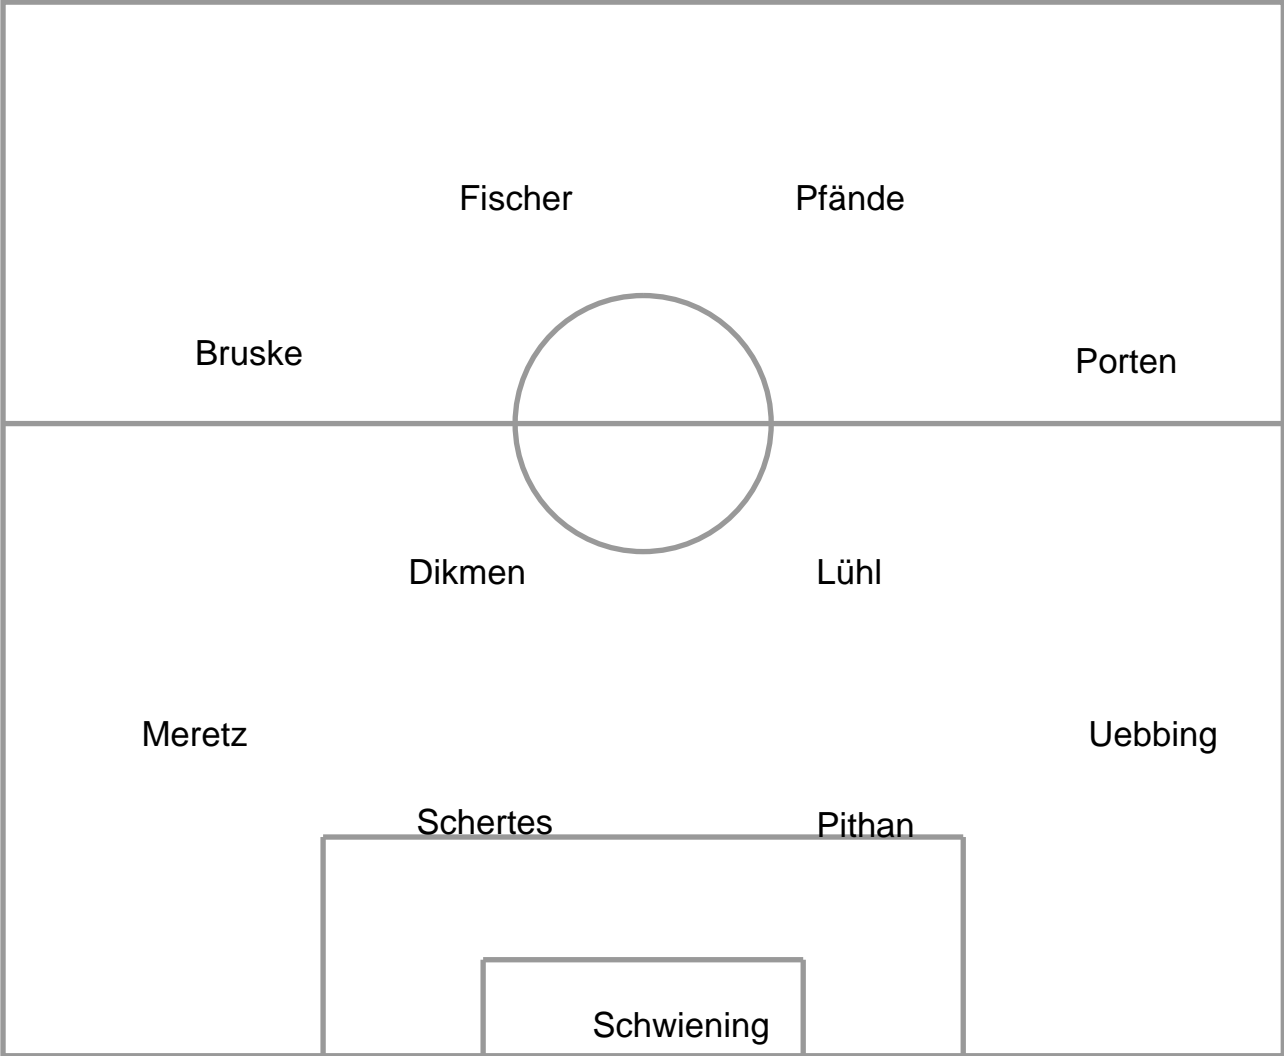 Fischer Pfände
Bruske Porten
Dikmen Lühl
Meretz Uebbing
Schertes Pithan
Schwiening